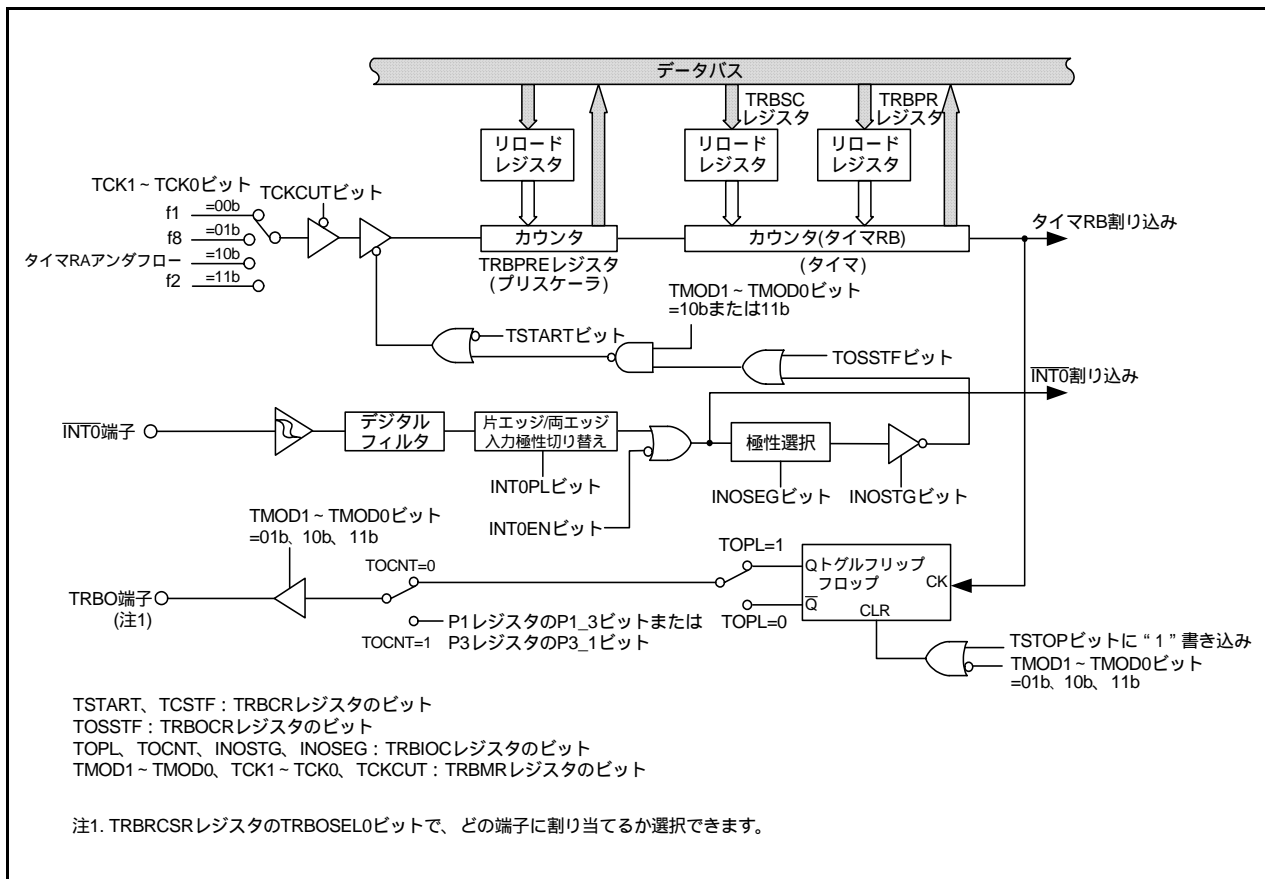 データバス
TRBSC
レジスタ
TRBPR
レジスタ
リロード
レジスタ
リロード
レジスタ
リロード
レジスタ
TCK1~TCK0ビット
TCKCUTビット
f1
=00b
f8
=01b
タイマRAアンダフロー
=10b
f2
=11b
カウンタ
カウンタ(タイマRB)
タイマRB割り込み
TRBPREレジスタ
(プリスケーラ)
(タイマ)
TMOD1~TMOD0ビット
=10bまたは11b
TSTARTビット
TOSSTFビット
INT0割り込み
INT0端子
デジタル
フィルタ
片エッジ/両エッジ
入力極性切り替え
極性選択
INT0PLビット
INOSEGビット
INOSTGビット
INT0ENビット
TMOD1~TMOD0ビット
=01b、10b、11b
TOCNT=0
TOPL=1
Q
トグルフリップ
フロップ
CK
TRBO端子
(注1)
Q
CLR
TOPL=0
TOCNT=1
P1レジスタのP1_3ビットまたは
P3レジスタのP3_1ビット
TSTOPビットに“1”書き込み
TMOD1~TMOD0ビット
=01b、10b、11b
TSTART、TCSTF:TRBCRレジスタのビット
TOSSTF:TRBOCRレジスタのビット
TOPL、TOCNT、INOSTG、INOSEG:TRBIOCレジスタのビット
TMOD1~TMOD0、TCK1~TCK0、TCKCUT:TRBMRレジスタのビット
注1. TRBRCSRレジスタのTRBOSEL0ビットで、どの端子に割り当てるか選択できます。